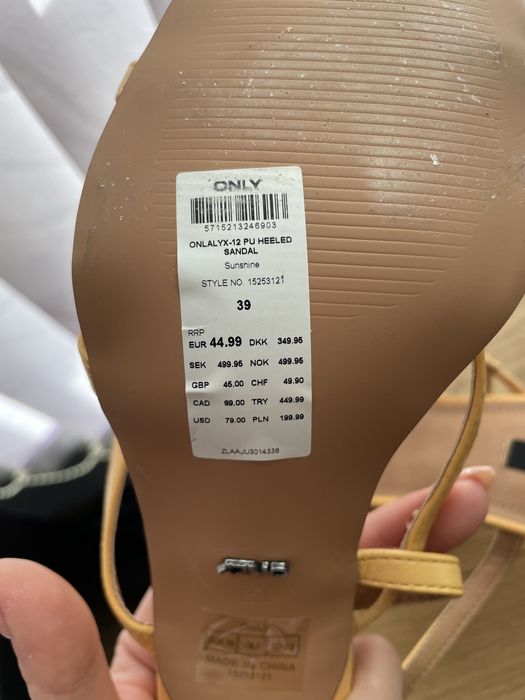 ONLY
5715213246903
ONLALYX-12 PU HEELED
SANDAL
Sunshine
STYLE NO. 15253121
39
RRP
EUR 44.99 DKK 349.95
SEK 499.95 NOK 499.95
GBP 45.00 CHF 49.90
CAD 89.00 TRY 449.99
USD 79.00 PLN 199.99
ZLAAJU3014338
MADE IN CHINA
15253121